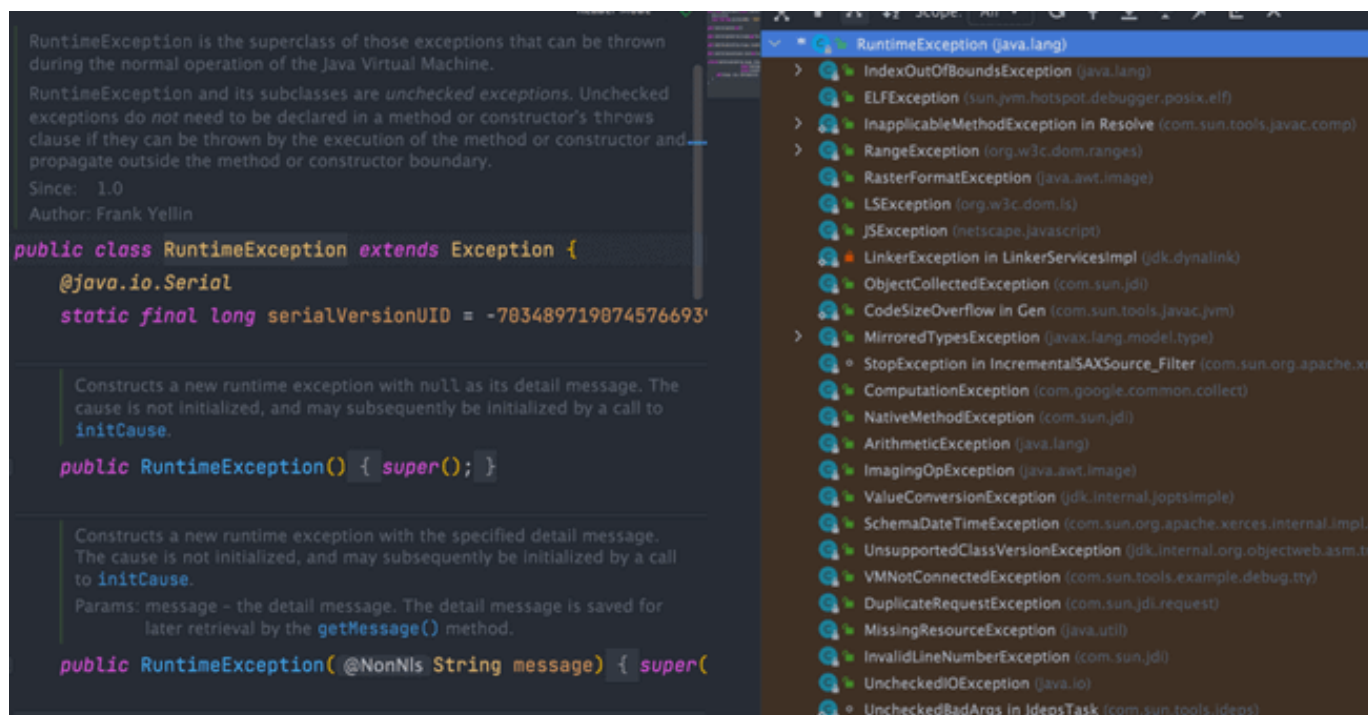 Scope: All
RuntimeException is the superclass of those exceptions that can be thrown
during the normal operation of the Java Virtual Machine.
RuntimeException and its subclasses are unchecked exceptions. Unchecked
exceptions do not need to be declared in a method or constructor's throws
clause if they can be thrown by the execution of the method or constructor and
propagate outside the method or constructor boundary.
Since: 1.0
Author: Frank Yellin
public class RuntimeException extends Exception {
@java.io.Serial
static final long serialVersionUID = -7034897190745766939
Constructs a new runtime exception with null as its detail message. The
cause is not initialized, and may subsequently be initialized by a call to
initCause.
public RuntimeException() { super(); }
Constructs a new runtime exception with the specified detail message.
The cause is not initialized, and may subsequently be initialized by a call
to initCause.
Params: message – the detail message. The detail message is saved for
later retrieval by the getMessage() method.
public RuntimeException( @NonNls String message) { super(
RuntimeException (java.lang)
IndexOutOfBoundsException (java.lang)
ELFException (sun.jvm.hotspot.debugger.posix.elf)
InapplicableMethodException in Resolve (com.sun.tools.javac.comp)
RangeException (org.w3c.dom.ranges)
RasterFormatException (java.awt.image)
LSException (org.w3c.dom.ls)
JSException (netscape.javascript)
LinkerException in LinkerServicesImpl (jdk.dynalink)
ObjectCollectedException (com.sun.jdi)
CodeSizeOverflow in Gen (com.sun.tools.javac.jvm)
MirroredTypesException (javax.lang.model.type)
StopException in IncrementalSAXSource_Filter (com.sun.org.apache.x
ComputationException (com.google.common.collect)
NativeMethodException (com.sun.jdi)
ArithmeticException (java.lang)
ImagingOpException (java.awt.image)
ValueConversionException (jdk.internal.joptsimple)
SchemaDateTimeException (com.sun.org.apache.xerces.internal.impl.
UnsupportedClassVersionException (jdk.internal.org.objectweb.asm.t
VMNotConnectedException (com.sun.tools.example.debug.tty)
DuplicateRequestException (com.sun.jdi.request)
MissingResourceException (java.util)
InvalidLineNumberException (com.sun.jdi)
UncheckedIOException (java.io)
UncheckedBadArgs in JdepsTask (com.sun.tools.jdeps)